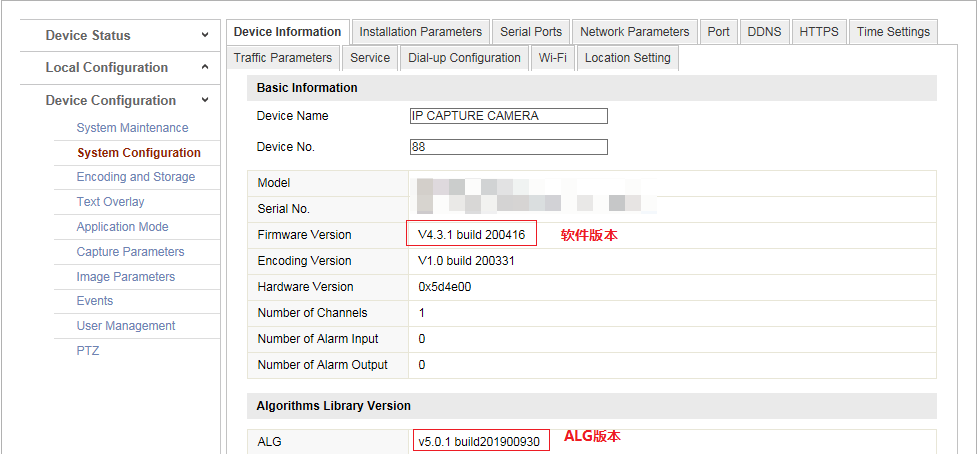 Device Status
Local Configuration
Device Configuration
System Maintenance
System Configuration
Encoding and Storage
Text Overlay
Application Mode
Capture Parameters
Image Parameters
Events
User Management
PTZ
Device Information Installation Parameters Serial Ports Network Parameters Port DDNS HTTPS Time Settings
Traffic Parameters Service Dial-up Configuration Wi-Fi Location Setting
Basic Information
Device Name IP CAPTURE CAMERA
Device No. 88
Model
Serial No.
Firmware Version V4.3.1 build 200416 软件版本
Encoding Version V1.0 build 200331
Hardware Version 0x5d4e00
Number of Channels 1
Number of Alarm Input 0
Number of Alarm Output 0
Algorithms Library Version
ALG v5.0.1 build201900930 ALG版本